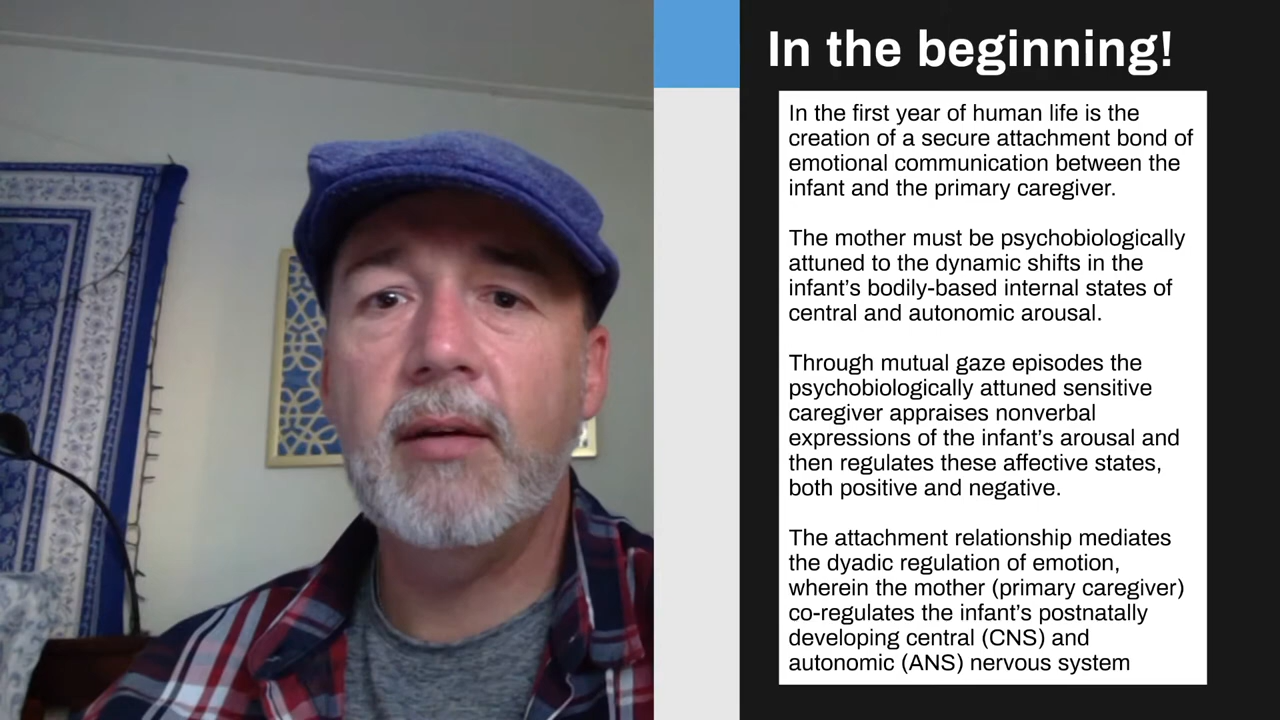 In the beginning!
In the first year of human life is the
creation of a secure attachment bond of
emotional communication between the
infant and the primary caregiver.
The mother must be psychobiologically
attuned to the dynamic shifts in the
infant’s bodily-based internal states of
central and autonomic arousal.
Through mutual gaze episodes the
psychobiologically attuned sensitive
caregiver appraises nonverbal
expressions of the infant’s arousal and
then regulates these affective states,
both positive and negative.
The attachment relationship mediates
the dyadic regulation of emotion,
wherein the mother (primary caregiver)
co-regulates the infant’s postnatally
developing central (CNS) and
autonomic (ANS) nervous system